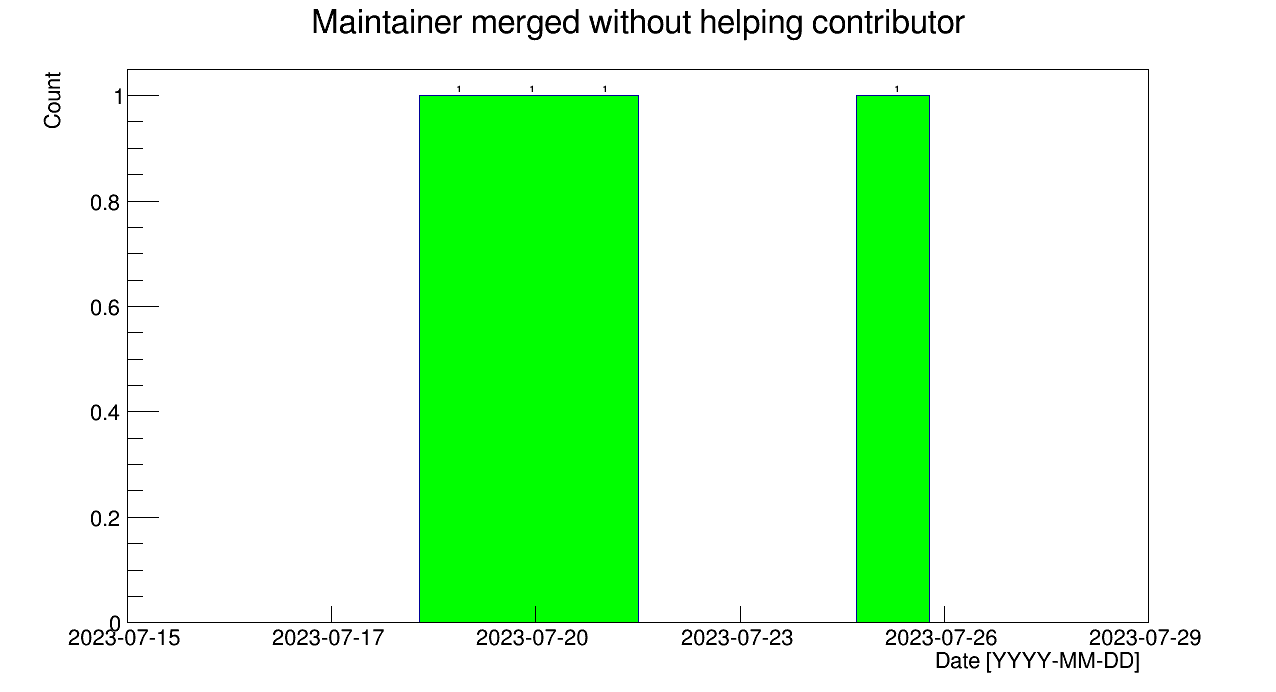 Maintainer merged without helping contributor
Count
1 1 1 1
1
0.8
0.6
0.4
0.2
0
2023-07-15 2023-07-17 2023-07-20 2023-07-23 2023-07-26 2023-07-29
Date [YYYY-MM-DD]